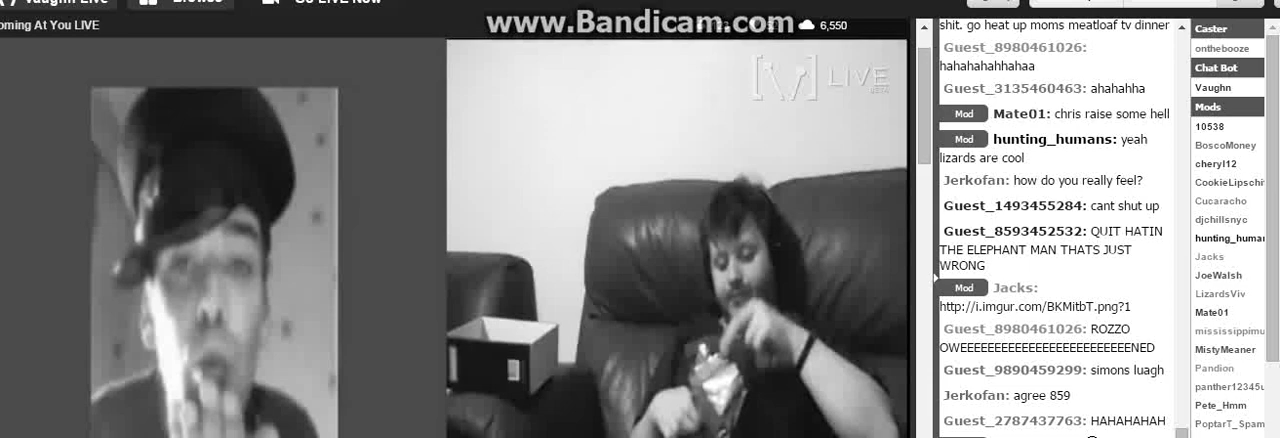 Vaughn Live
Browse
Go LIVE Now
www.Bandicam.com
oming At You LIVE
6,550
[V] LIVE
BETA
shit. go heat up moms meatloaf tv dinner
Guest_8980461026:
hahahahahhahaa
Guest_3135460463: ahahahha
Mod Mate01: chris raise some hell
Mod hunting_humans: yeah
lizards are cool
Jerkofan: how do you really feel?
Guest_1493455284: cant shut up
Guest_8593452532: QUIT HATIN
THE ELEPHANT MAN THATS JUST
WRONG
Mod Jacks:
http://i.imgur.com/BKMitbT.png?1
Guest_8980461026: ROZZO
OWEEEEEEEEEEEEEEEEEEEEEEEEENED
Guest_9890459299: simons luagh
Jerkofan: agree 859
Guest_2787437763: HAHAHAHAH
Caster
onthebooze
Chat Bot
Vaughn
Mods
10538
BoscoMoney
cheryl12
CookieLipschi
Cucaracho
djchillsnyc
hunting_huma
Jacks
JoeWalsh
LizardsViv
Mate01
mississippimu
MistyMeaner
Pandion
panther12345u
Pete_Hmm
PoptarT_Spam